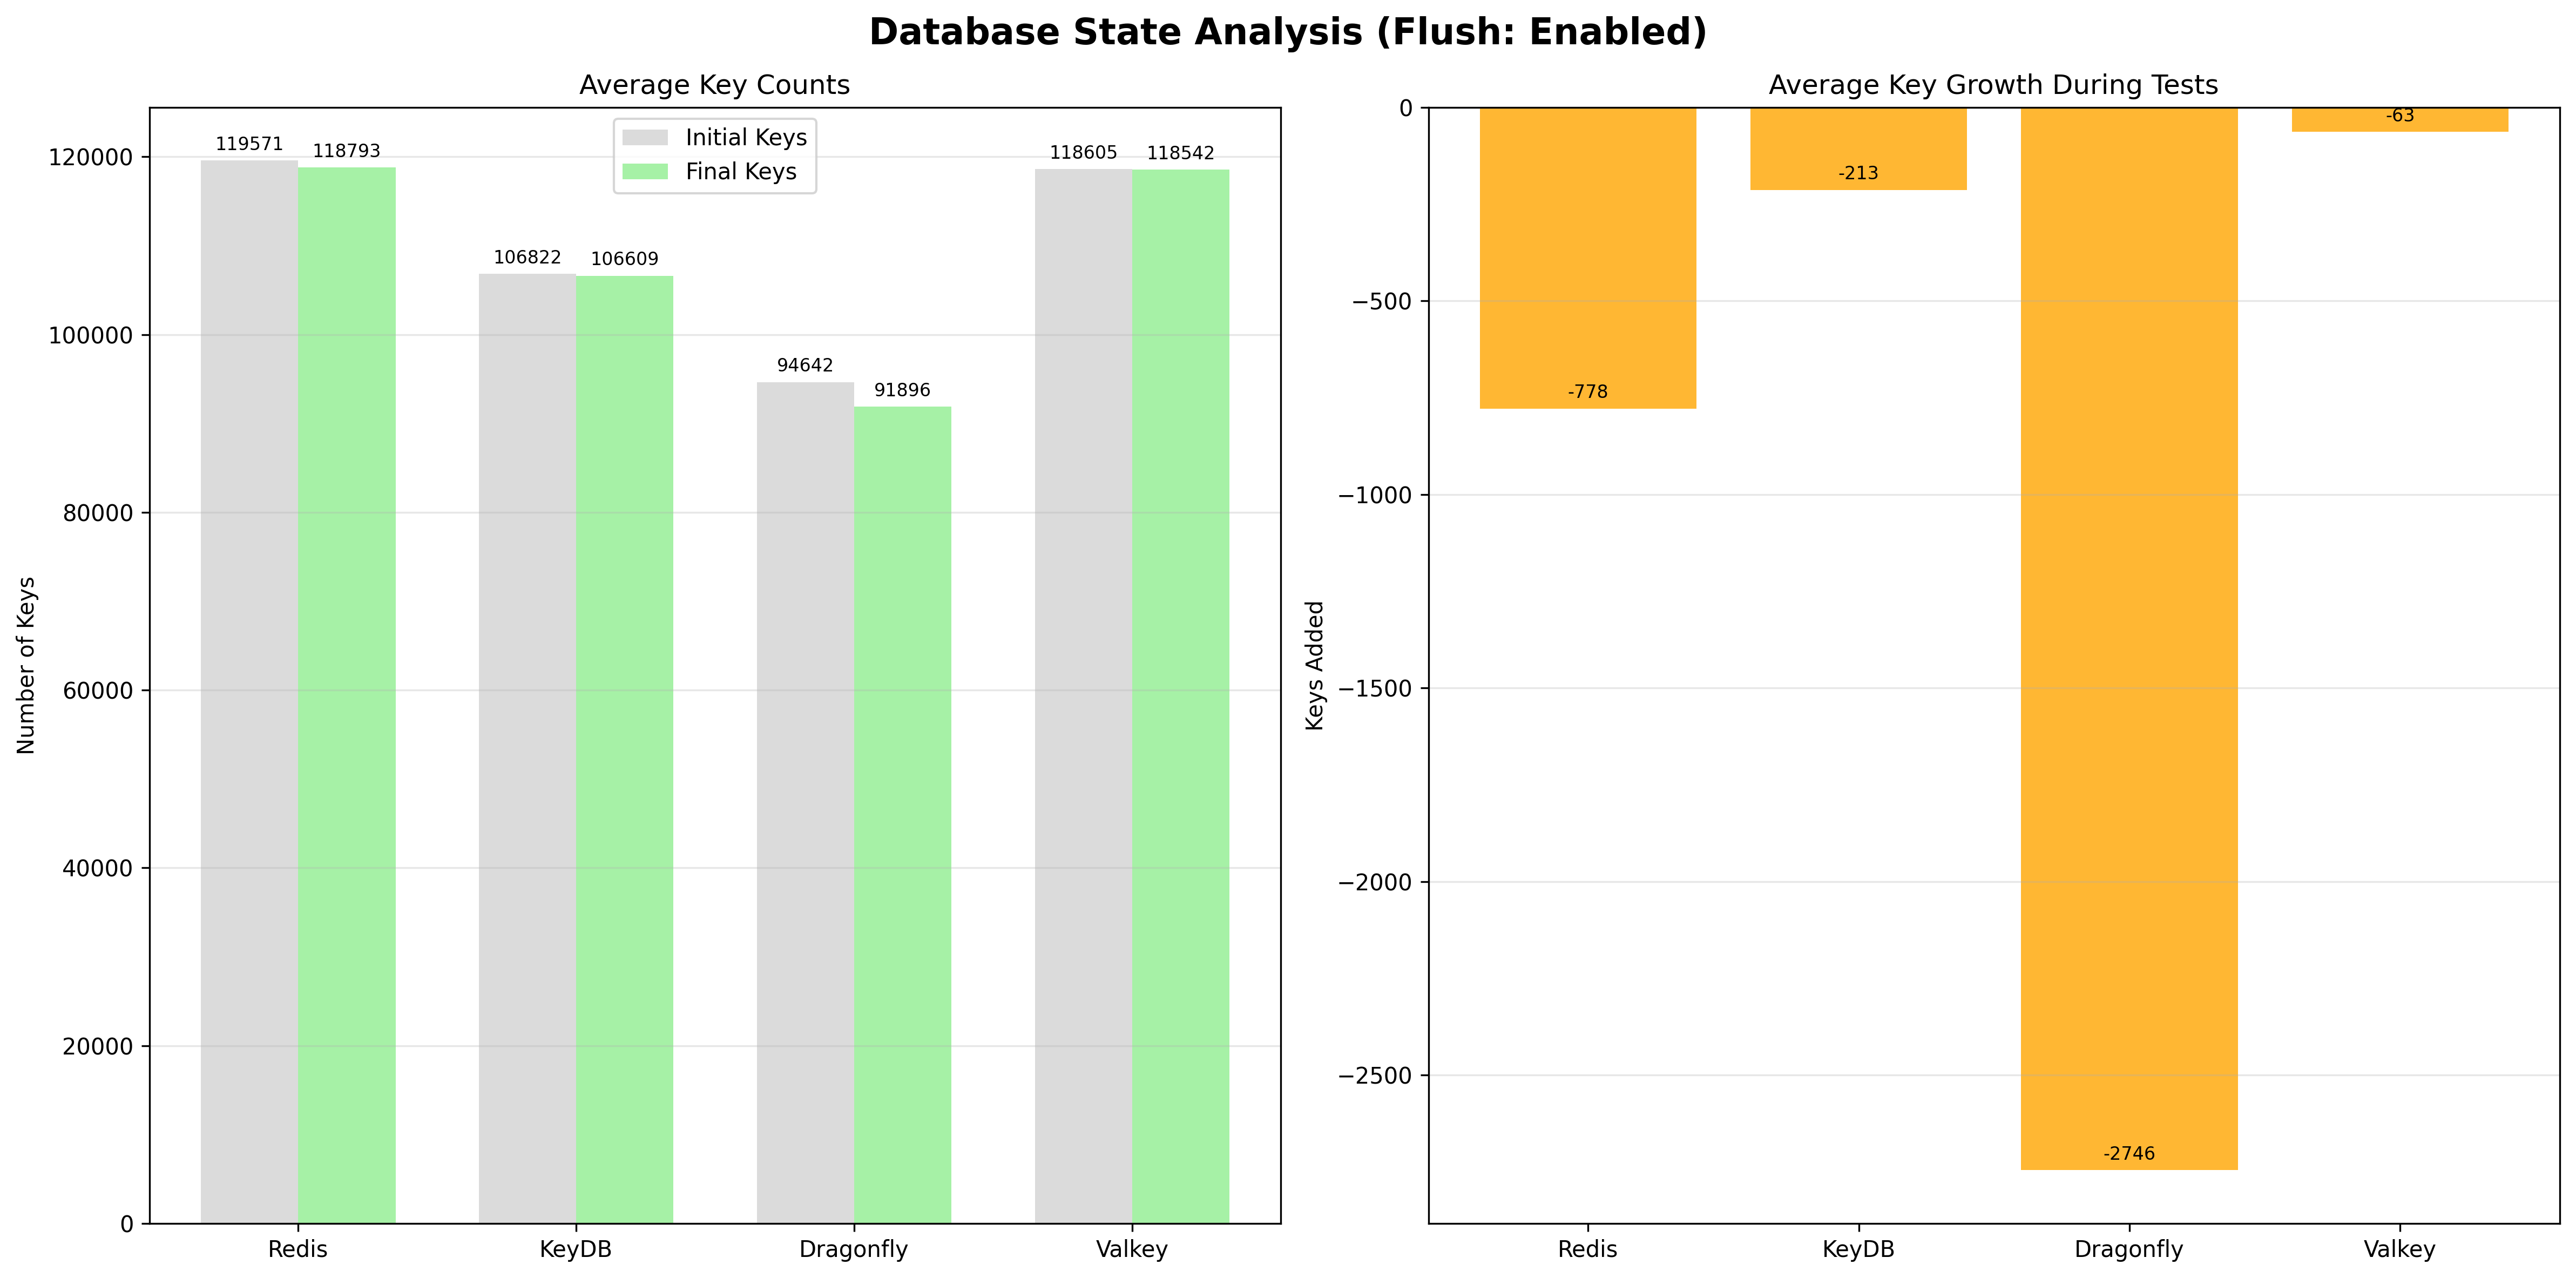 Database State Analysis (Flush: Enabled)
Average Key Counts
Initial Keys
Final Keys
Number of Keys
120000
100000
80000
60000
40000
20000
0
119571
118793
106822
106609
94642
91896
118605
118542
Redis
KeyDB
Dragonfly
Valkey
Average Key Growth During Tests
Keys Added
0
−500
−1000
−1500
−2000
−2500
-778
-213
-2746
-63
Redis
KeyDB
Dragonfly
Valkey